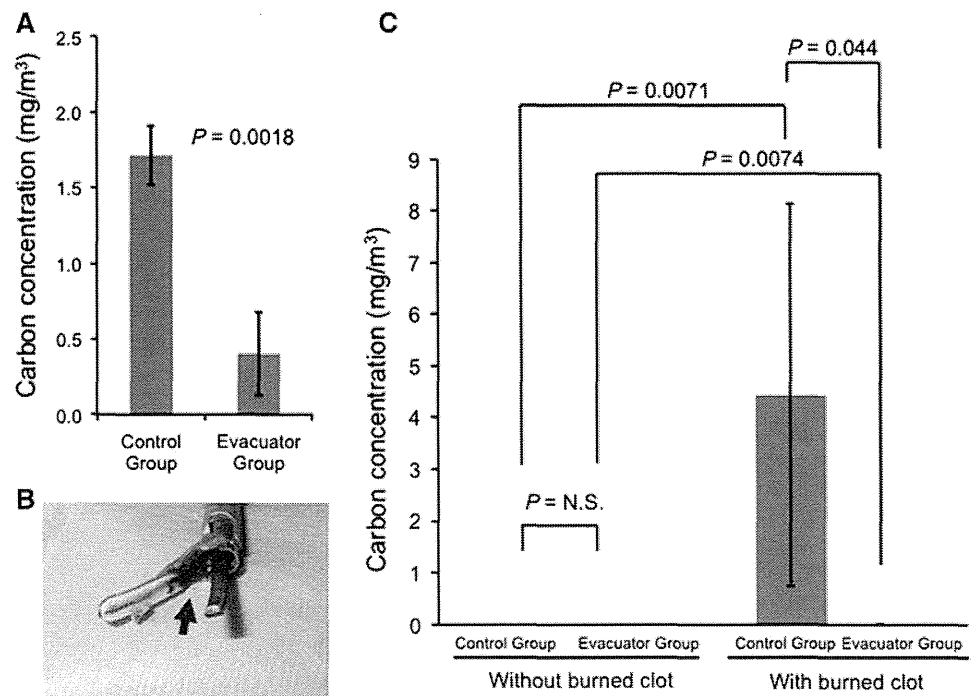 A
Carbon concentration (mg/m³)
2.5
2.0
1.5
1.0
0.5
0.0
P = 0.0018
Control Group
Evacuator Group
B
C
Carbon concentration (mg/m³)
9
8
7
6
5
4
3
2
1
0
P = 0.044
P = 0.0071
P = 0.0074
P = N.S.
Control Group Evacuator Group
Control Group Evacuator Group
Without burned clot
With burned clot